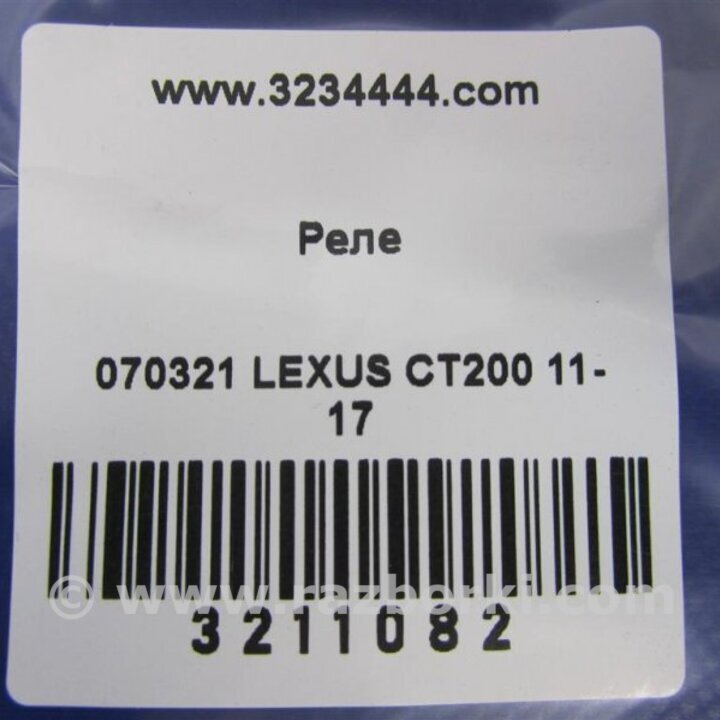 www.3234444.com
Реле
070321 LEXUS CT200 11-
17
© www.razborki.com
3211082